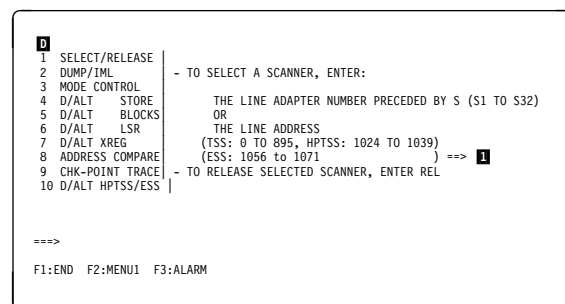 D
1 SELECT/RELEASE |
2 DUMP/IML | - TO SELECT A SCANNER, ENTER:
3 MODE CONTROL |
4 D/ALT STORE | THE LINE ADAPTER NUMBER PRECEDED BY S (S1 TO S32)
5 D/ALT BLOCKS| OR
6 D/ALT LSR | THE LINE ADDRESS
7 D/ALT XREG | (TSS: 0 TO 895, HPTSS: 1024 TO 1039)
8 ADDRESS COMPARE| (ESS: 1056 to 1071 ) ==> 1
9 CHK-POINT TRACE| - TO RELEASE SELECTED SCANNER, ENTER REL
10 D/ALT HPTSS/ESS |
===>
F1:END F2:MENU1 F3:ALARM